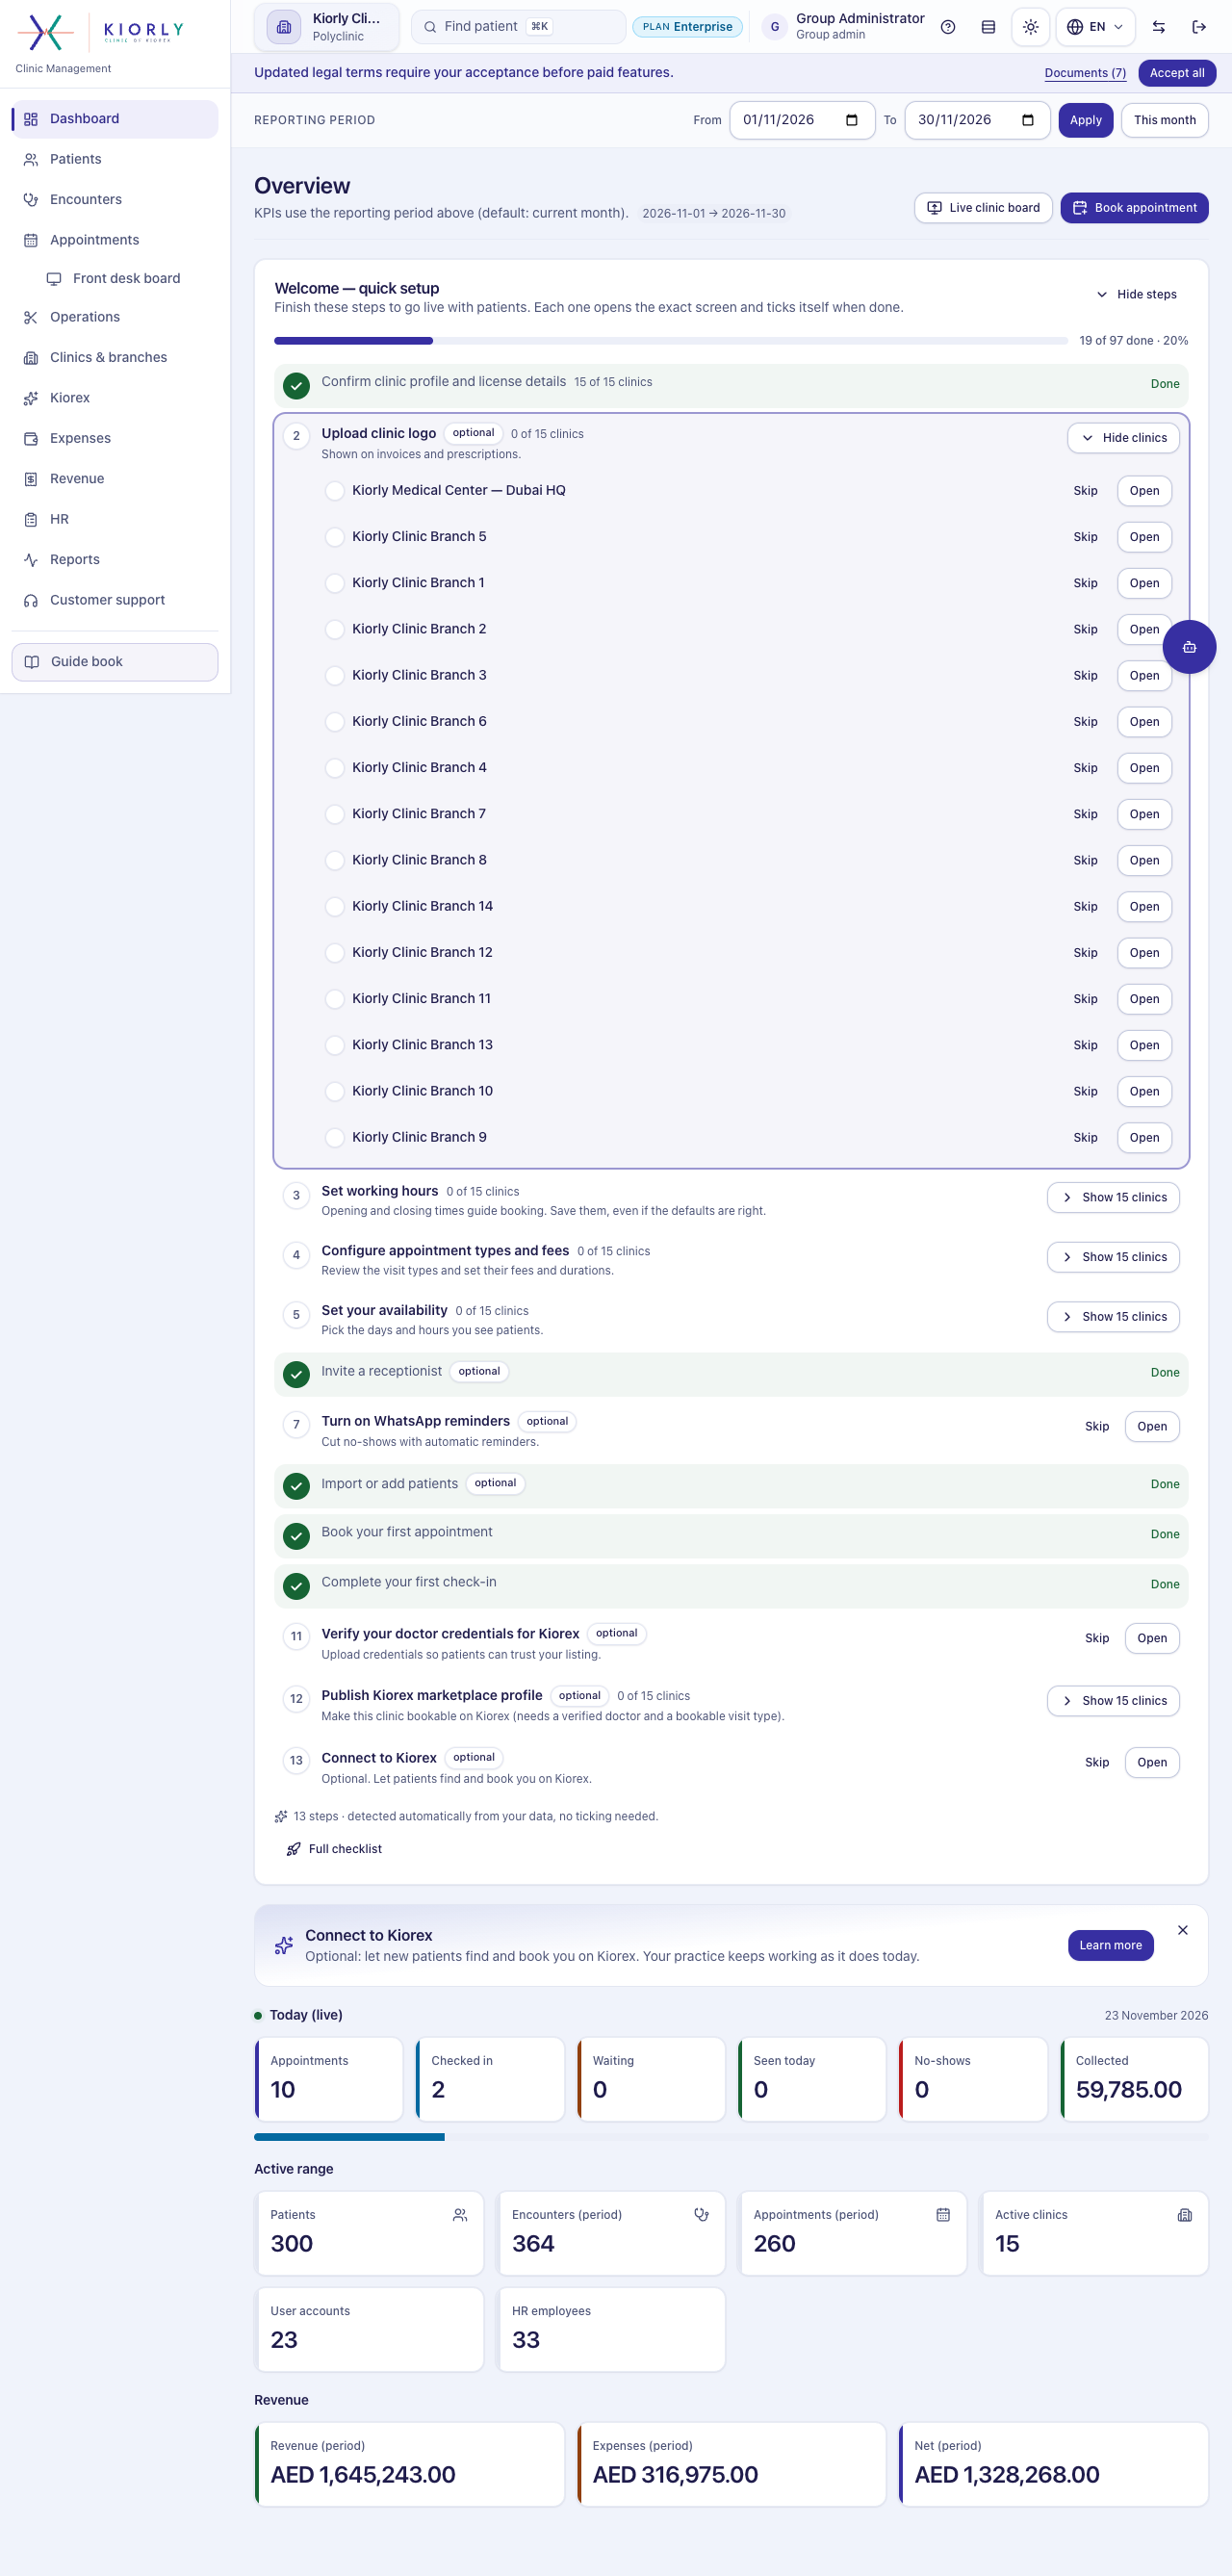 KIORLY
CLINIC BY KIOREX
Clinic Management
Dashboard
Patients
Encounters
Appointments
Front desk board
Operations
Clinics & branches
Kiorex
Expenses
Revenue
HR
Reports
Customer support
Guide book
Kiorly Cli...
Polyclinic
Find patient ⌘K
PLAN Enterprise
G
Group Administrator
Group admin
EN
Updated legal terms require your acceptance before paid features.
Documents (7)
Accept all
REPORTING PERIOD
From 01/11/2026 To 30/11/2026 Apply This month
Overview
KPIs use the reporting period above (default: current month). 2026-11-01 → 2026-11-30
Live clinic board
Book appointment
Welcome — quick setup
Finish these steps to go live with patients. Each one opens the exact screen and ticks itself when done.
Hide steps
19 of 97 done · 20%
Confirm clinic profile and license details 15 of 15 clinics Done
2 Upload clinic logo optional 0 of 15 clinics Hide clinics
Shown on invoices and prescriptions.
Kiorly Medical Center — Dubai HQ Skip Open
Kiorly Clinic Branch 5 Skip Open
Kiorly Clinic Branch 1 Skip Open
Kiorly Clinic Branch 2 Skip Open
Kiorly Clinic Branch 3 Skip Open
Kiorly Clinic Branch 6 Skip Open
Kiorly Clinic Branch 4 Skip Open
Kiorly Clinic Branch 7 Skip Open
Kiorly Clinic Branch 8 Skip Open
Kiorly Clinic Branch 14 Skip Open
Kiorly Clinic Branch 12 Skip Open
Kiorly Clinic Branch 11 Skip Open
Kiorly Clinic Branch 13 Skip Open
Kiorly Clinic Branch 10 Skip Open
Kiorly Clinic Branch 9 Skip Open
3 Set working hours 0 of 15 clinics Show 15 clinics
Opening and closing times guide booking. Save them, even if the defaults are right.
4 Configure appointment types and fees 0 of 15 clinics Show 15 clinics
Review the visit types and set their fees and durations.
5 Set your availability 0 of 15 clinics Show 15 clinics
Pick the days and hours you see patients.
Invite a receptionist optional Done
7 Turn on WhatsApp reminders optional Skip Open
Cut no-shows with automatic reminders.
Import or add patients optional Done
Book your first appointment Done
Complete your first check-in Done
11 Verify your doctor credentials for Kiorex optional Skip Open
Upload credentials so patients can trust your listing.
12 Publish Kiorex marketplace profile optional 0 of 15 clinics Show 15 clinics
Make this clinic bookable on Kiorex (needs a verified doctor and a bookable visit type).
13 Connect to Kiorex optional Skip Open
Optional. Let patients find and book you on Kiorex.
13 steps · detected automatically from your data, no ticking needed.
Full checklist
Connect to Kiorex
Optional: let new patients find and book you on Kiorex. Your practice keeps working as it does today.
Learn more
Today (live) 23 November 2026
Appointments
10
Checked in
2
Waiting
0
Seen today
0
No-shows
0
Collected
59,785.00
Active range
Patients
300
Encounters (period)
364
Appointments (period)
260
Active clinics
15
User accounts
23
HR employees
33
Revenue
Revenue (period)
AED 1,645,243.00
Expenses (period)
AED 316,975.00
Net (period)
AED 1,328,268.00